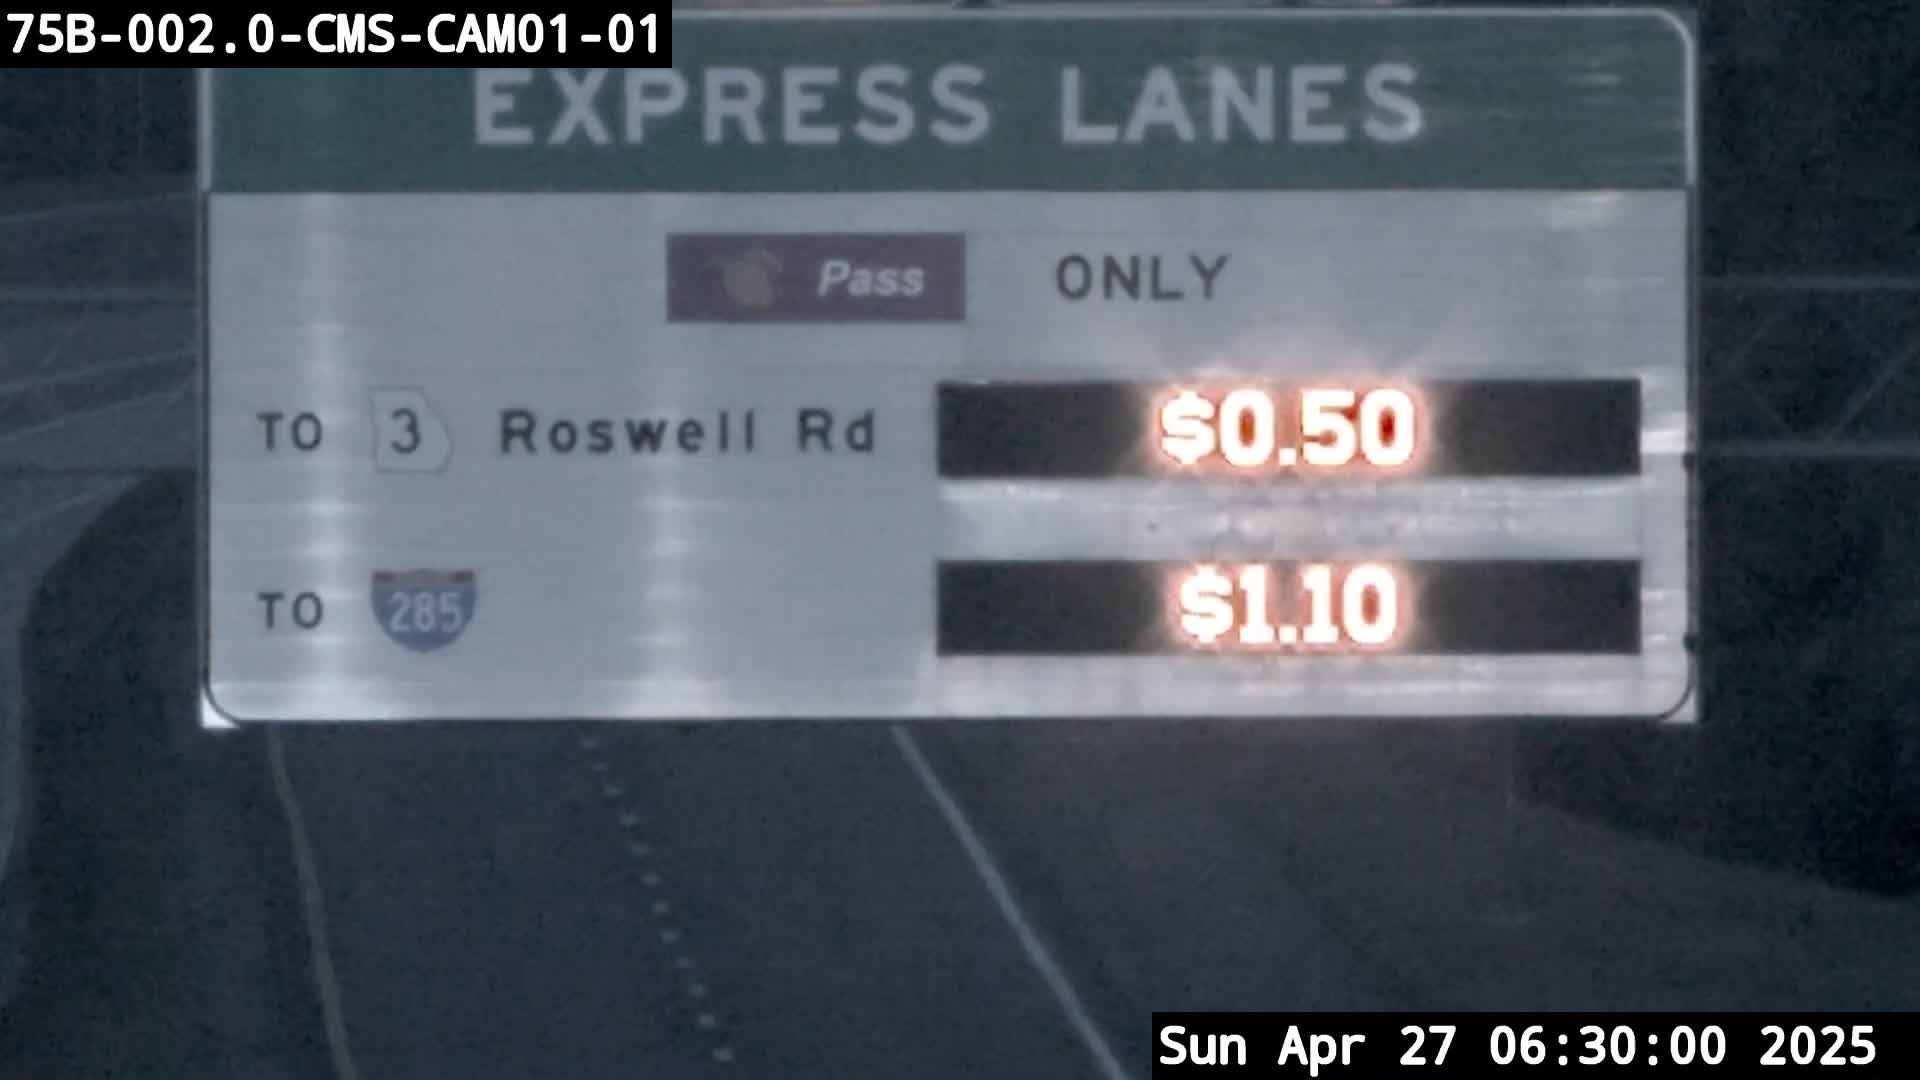 75B-002.0-CMS-CAM01-01
EXPRESS LANES
Pass ONLY
TO 3 Roswell Rd $0.50
TO 285 $1.10
Sun Apr 27 06:30:00 2025